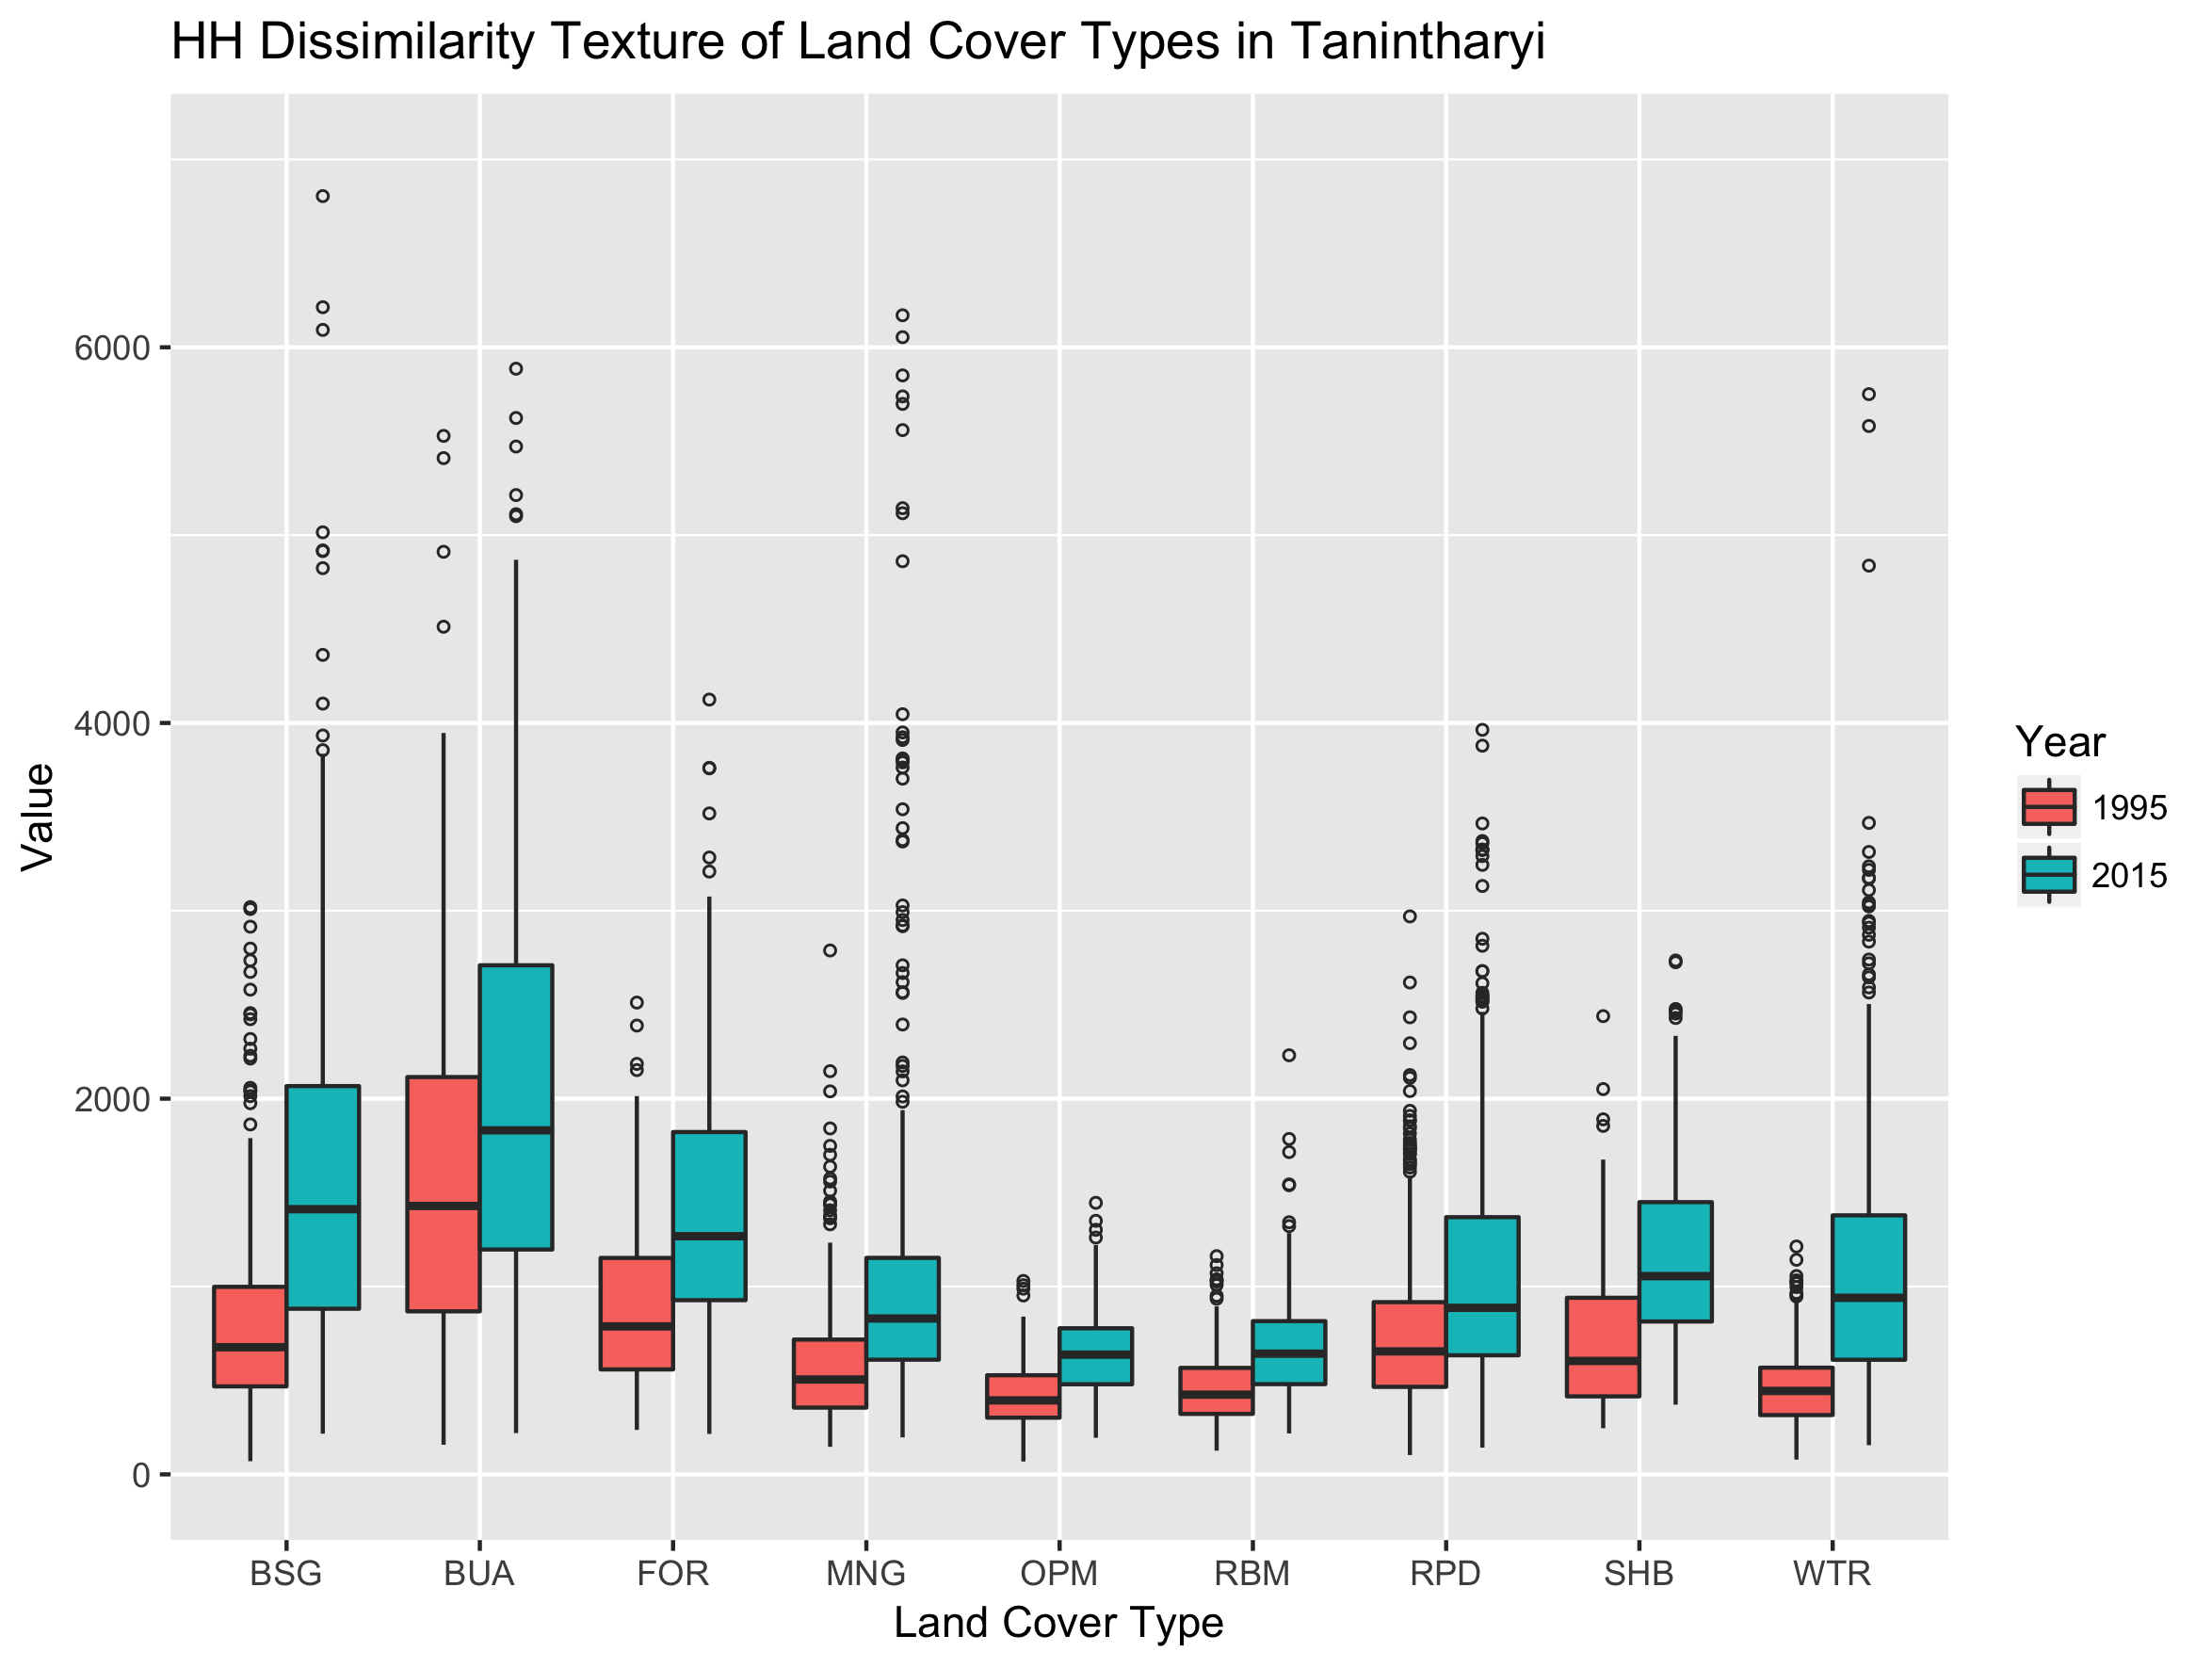 HH Dissimilarity Texture of Land Cover Types in Tanintharyi
Value
6000
4000
2000
0
BSG BUA FOR MNG OPM RBM RPD SHB WTR
Land Cover Type
Year
1995
2015